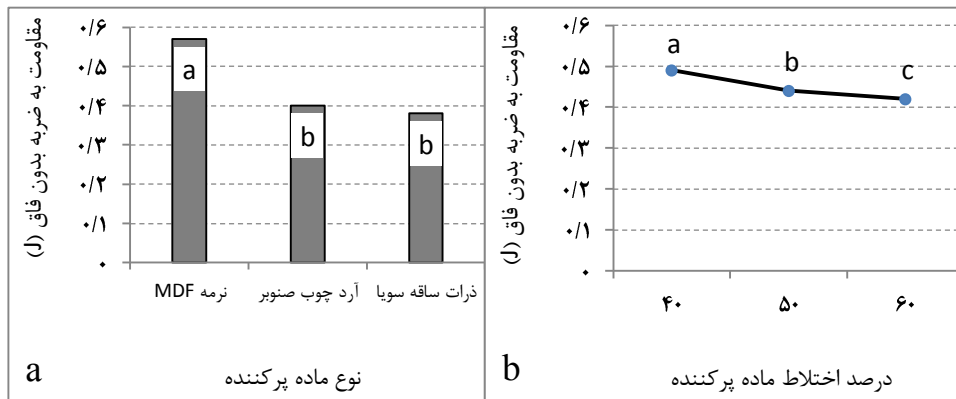 مقاومت به ضربه بدون فاق (J)
۰/۶
۰/۵
۰/۴
۰/۳
۰/۲
۰/۱
۰
a
b
b
نرمه MDF
آرد چوب صنوبر
ذرات ساقه سویا
نوع ماده پرکننده
a
مقاومت به ضربه بدون فاق (J)
۰/۶
۰/۵
۰/۴
۰/۳
۰/۲
۰/۱
۰
a
b
c
۴۰
۵۰
۶۰
درصد اختلاط ماده پرکننده
b